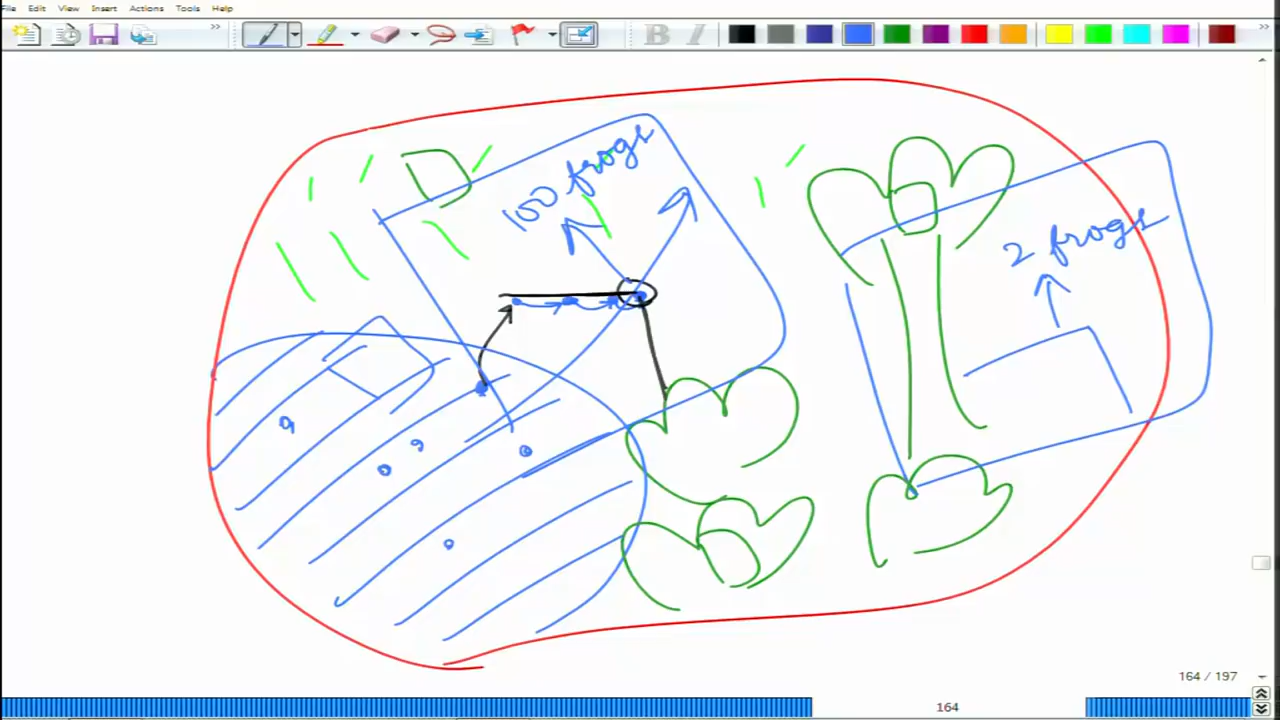 File Edit View Insert Actions Tools Help
B I
100 frogs
2 frogs
164 / 197
164